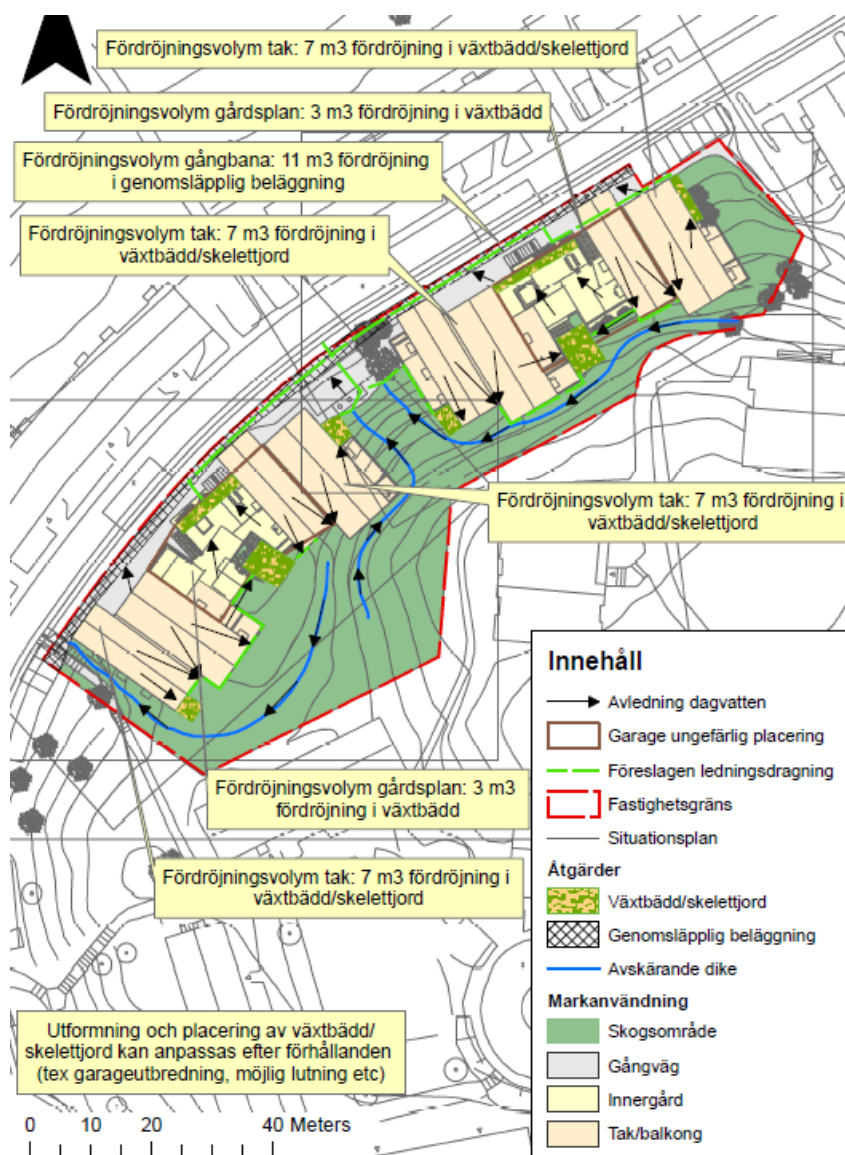 Fördröjningsvolym tak: 7 m3 fördröjning i växtbädd/skelettjord
Fördröjningsvolym gårdsplan: 3 m3 fördröjning i växtbädd
Fördröjningsvolym gångbana: 11 m3 fördröjning
i genomsläpplig beläggning
Fördröjningsvolym tak: 7 m3 fördröjning i
växtbädd/skelettjord
Fördröjningsvolym tak: 7 m3 fördröjning i
växtbädd/skelettjord
Fördröjningsvolym gårdsplan: 3 m3
fördröjning i växtbädd
Fördröjningsvolym tak: 7 m3 fördröjning i
växtbädd/skelettjord
Utformning och placering av växtbädd/
skelettjord kan anpassas efter förhållanden
(tex garageutbredning, möjlig lutning etc)
0 10 20 40 Meters
Innehåll
Avledning dagvatten
Garage ungefärlig placering
Föreslagen ledningsdragning
Fastighetsgräns
Situationsplan
Åtgärder
Växtbädd/skelettjord
Genomsläpplig beläggning
Avskärande dike
Markanvändning
Skogsområde
Gångväg
Innergård
Tak/balkong